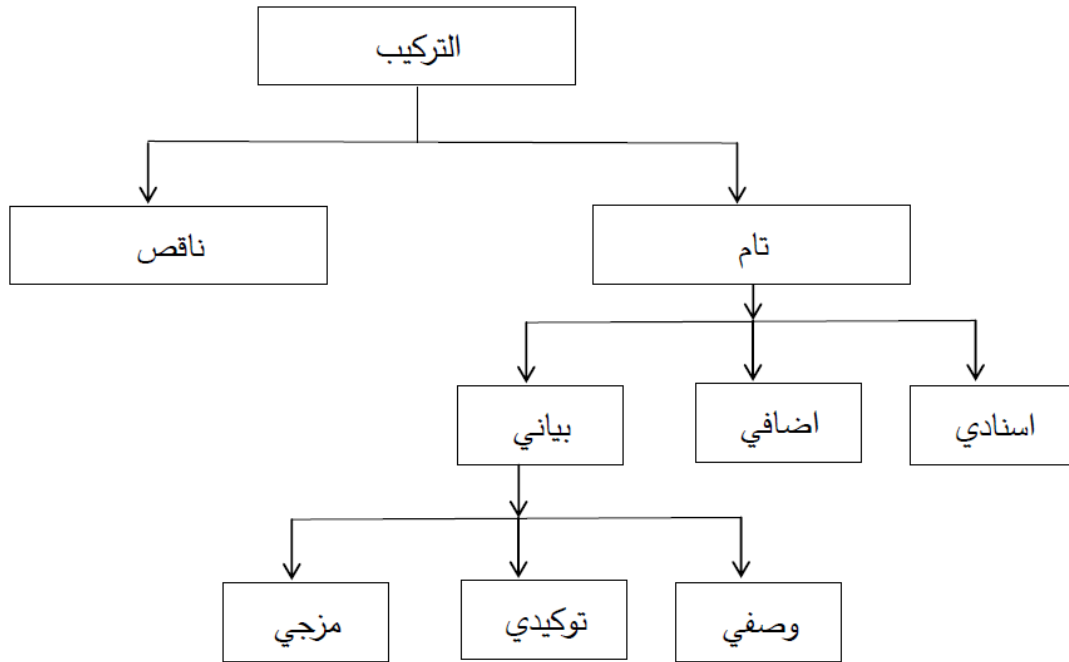 التركيب
تام
ناقص
اسنادي
اضافي
بياني
وصفي
توكيدي
مزجي